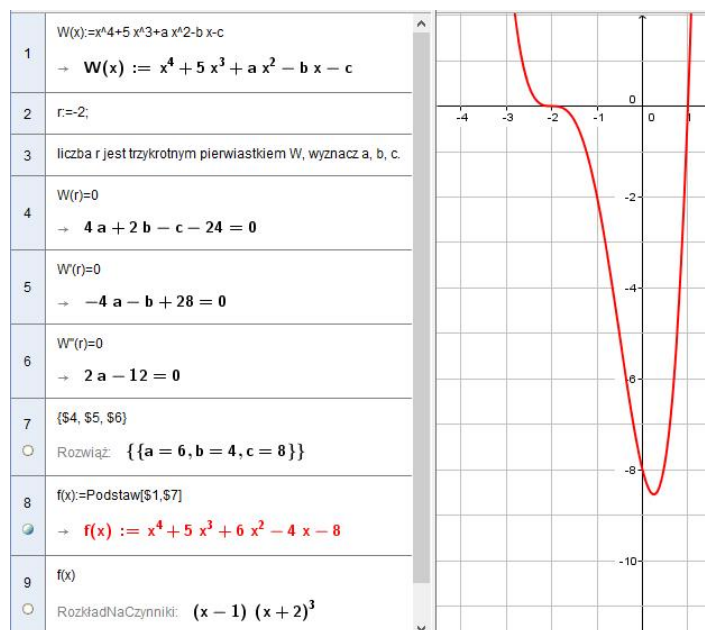 1
W(x):=x^4+5 x^3+a x^2-b x-c
→ W(x) := x⁴ + 5 x³ + a x² − b x − c
2
r:=-2;
3
liczba r jest trzykrotnym pierwiastkiem W, wyznacz a, b, c.
4
W(r)=0
→ 4 a + 2 b − c − 24 = 0
5
W'(r)=0
→ −4 a − b + 28 = 0
6
W''(r)=0
→ 2 a − 12 = 0
7
{$4, $5, $6}
Rozwiąż: {{a = 6, b = 4, c = 8}}
8
f(x):=Podstaw[$1,$7]
→ f(x) := x⁴ + 5 x³ + 6 x² − 4 x − 8
9
f(x)
RozkładNaCzynniki: (x − 1) (x + 2)³
0
-4 -3 -2 -1 0 1
-2
-4
-6
-8
-10